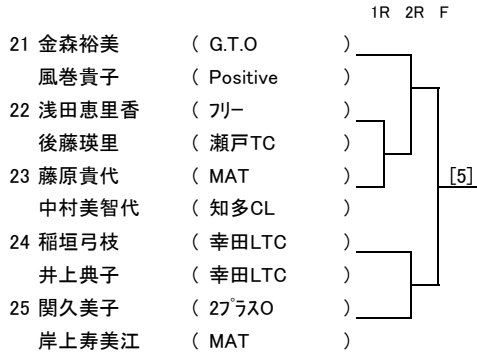 1R 2R F
21 金森裕美 ( G.T.O )
風巻貴子 ( Positive )
22 浅田恵里香 ( フリー )
後藤瑛里 ( 瀬戸TC )
23 藤原貴代 ( MAT )
[5]
中村美智代 ( 知多CL )
24 稲垣弓枝 ( 幸田LTC )
井上典子 ( 幸田LTC )
25 関久美子 ( 2プラスO )
岸上寿美江 ( MAT )